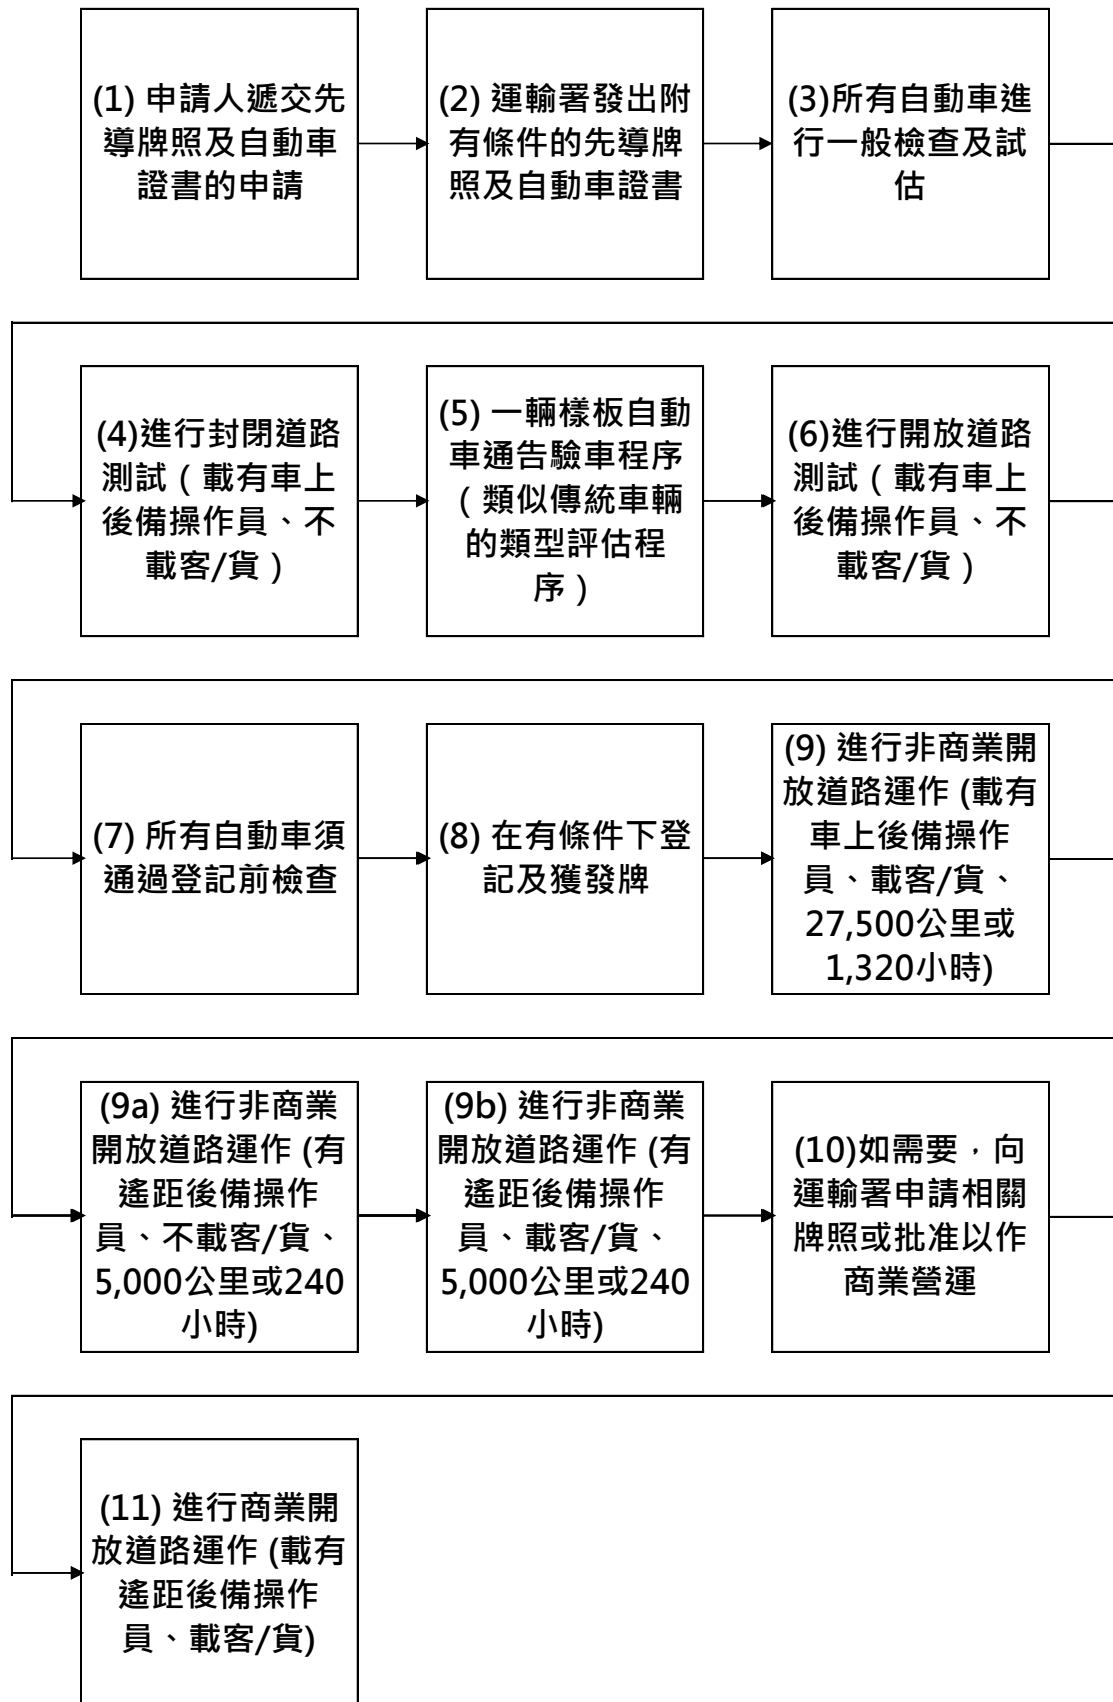 (1) 申請人遞交先
導牌照及自動車
證書的申請
(2) 運輸署發出附
有條件的先導牌
照及自動車證書
(3)所有自動車進
行一般檢查及試
估
(4)進行封閉道路
測試（載有車上
後備操作員、不
載客/貨）
(5) 一輛樣板自動
車通告驗車程序
（類似傳統車輛
的類型評估程
序）
(6)進行開放道路
測試（載有車上
後備操作員、不
載客/貨）
(7) 所有自動車須
通過登記前檢查
(8) 在有條件下登
記及獲發牌
(9) 進行非商業開
放道路運作 (載有
車上後備操作
員、載客/貨、
27,500公里或
1,320小時)
(9a) 進行非商業
開放道路運作 (有
遙距後備操作
員、不載客/貨、
5,000公里或240
小時)
(9b) 進行非商業
開放道路運作 (有
遙距後備操作
員、載客/貨、
5,000公里或240
小時)
(10)如需要，向
運輸署申請相關
牌照或批准以作
商業營運
(11) 進行商業開
放道路運作 (載有
遙距後備操作
員、載客/貨)